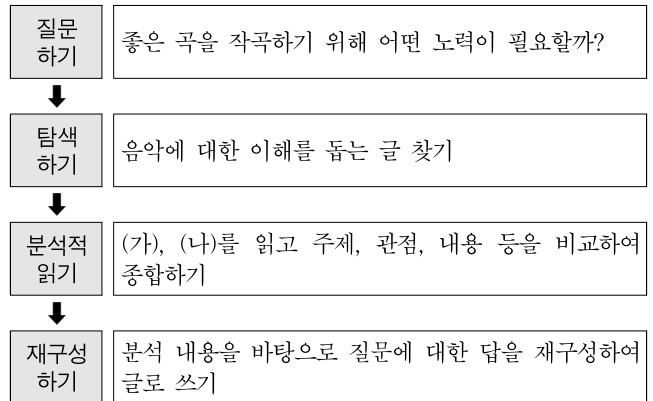 질문
하기
좋은 곡을 작곡하기 위해 어떤 노력이 필요할까?
탐색
하기
음악에 대한 이해를 돕는 글 찾기
분석적
읽기
(가), (나)를 읽고 주제, 관점, 내용 등을 비교하여
종합하기
재구성
하기
분석 내용을 바탕으로 질문에 대한 답을 재구성하여
글로 쓰기